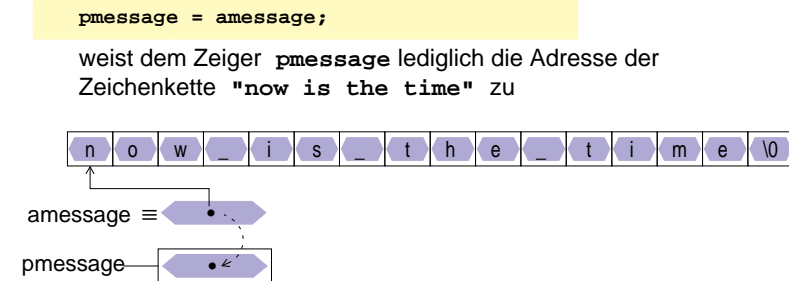 pmessage = amessage;
weist dem Zeiger pmessage lediglich die Adresse der
Zeichenkette "now is the time" zu
n o w _ i s _ t h e _ t i m e \0
amessage ≡
pmessage